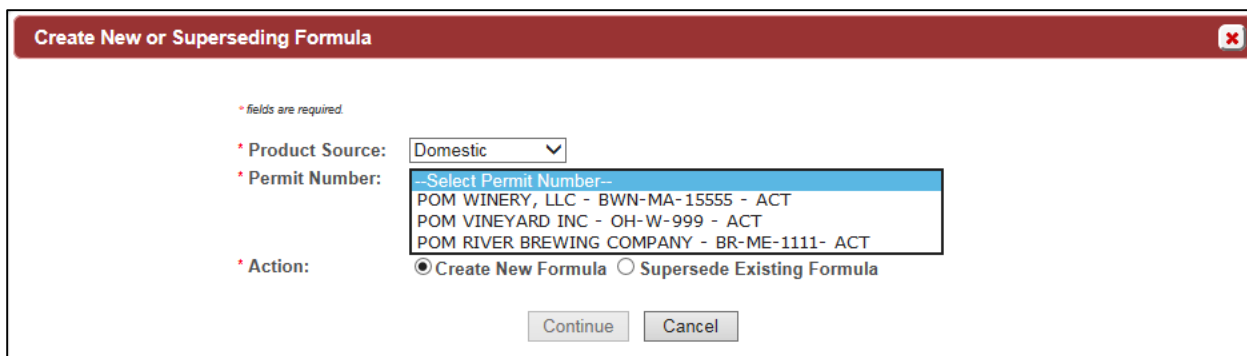 Create New or Superseding Formula
* fields are required.
* Product Source: Domestic
* Permit Number: --Select Permit Number--
POM WINERY, LLC - BWN-MA-15555 - ACT
POM VINEYARD INC - OH-W-999 - ACT
POM RIVER BREWING COMPANY - BR-ME-1111- ACT
* Action: Create New Formula Supersede Existing Formula
Continue Cancel